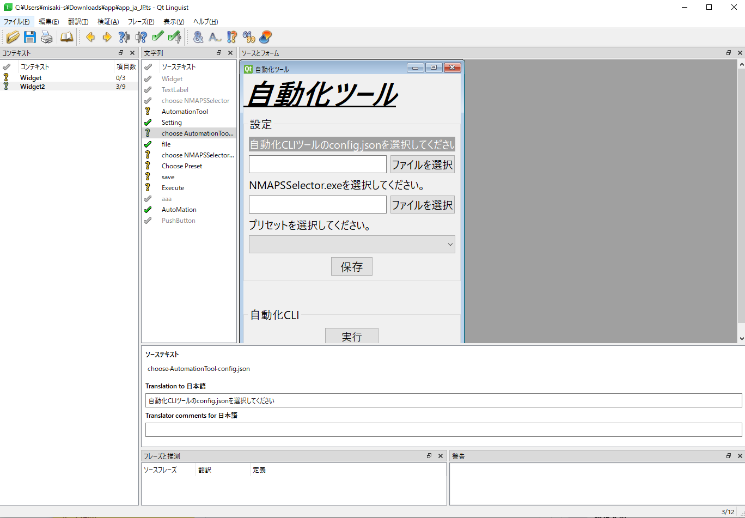 C:¥Users¥misaki-s¥Downloads¥app¥app_ja_JP.ts - Qt Linguist
ファイル(F) 編集(E) 翻訳(T) 検証(A) フレーズ(P) 表示(V) ヘルプ(H)
コンテキスト
コンテキスト 項目数
Widget 0/3
Widget2 3/9
文字列
ソーステキスト
Widget
TextLabel
choose NMAPSSelector
AutomationTool
Setting
choose AutomationToo...
file
choose NMAPSSelector...
Choose Preset
save
Execute
aaa
AutoMation
PushButton
ソースとフォーム
自動化ツール
自動化ツール
設定
自動化CLIツールのconfig.jsonを選択してください
ファイルを選択
NMAPSSelector.exeを選択してください。
ファイルを選択
プリセットを選択してください。
保存
自動化CLI
実行
ソーステキスト
choose AutomationTool config.json
Translation to 日本語
自動化CLIツールのconfig.jsonを選択してください
Translator comments for 日本語
フレーズと推測
ソースフレーズ 翻訳 定義
警告
3/12